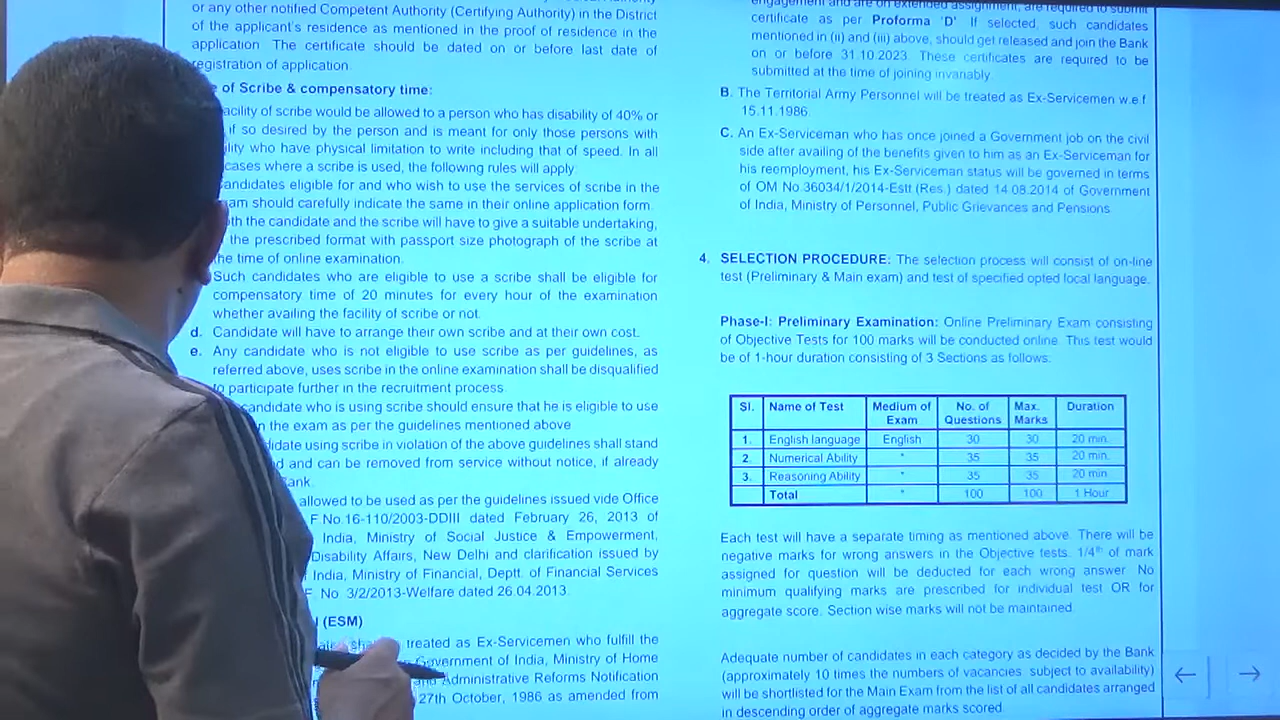 or any other notified Competent Authority (Certifying Authority) in the District
of the applicant's residence as mentioned in the proof of residence in the
application The certificate should be dated on or before last date of
registration of application.
of Scribe & compensatory time:
acility of scribe would be allowed to a person who has disability of 40% or
if so desired by the person and is meant for only those persons with
ility who have physical limitation to write including that of speed. In all
cases where a scribe is used, the following rules will apply
andidates eligible for and who wish to use the services of scribe in the
am should carefully indicate the same in their online application form.
th the candidate and the scribe will have to give a suitable undertaking,
the prescribed format with passport size photograph of the scribe at
the time of online examination.
Such candidates who are eligible to use a scribe shall be eligible for
compensatory time of 20 minutes for every hour of the examination
whether availing the facility of scribe or not.
d. Candidate will have to arrange their own scribe and at their own cost.
e. Any candidate who is not eligible to use scribe as per guidelines, as
referred above, uses scribe in the online examination shall be disqualified
to participate further in the recruitment process
candidate who is using scribe should ensure that he is eligible to use
n the exam as per the guidelines mentioned above
didate using scribe in violation of the above guidelines shall stand
d and can be removed from service without notice, if already
ank.
allowed to be used as per the guidelines issued vide Office
F No.16-110/2003-DDIII dated February 26, 2013 of
India, Ministry of Social Justice & Empowerment,
Disability Affairs, New Delhi and clarification issued by
India, Ministry of Financial, Deptt. of Financial Services
F. No 3/2/2013-Welfare dated 26.04.2013.
(ESM)
treated as Ex-Servicemen who fulfill the
Government of India, Ministry of Home
and Administrative Reforms Notification
27th October, 1986 as amended from
engagement and are on extended assignment, are required to submit
certificate as per Proforma 'D' If selected, such candidates
mentioned in (ii) and (iii) above, should get released and join the Bank
on or before 31.10.2023 These certificates are required to be
submitted at the time of joining invariably.
B. The Territorial Army Personnel will be treated as Ex-Servicemen w.e.f
15.11.1986.
C. An Ex-Serviceman who has once joined a Government job on the civil
side after availing of the benefits given to him as an Ex-Serviceman for
his reemployment, his Ex-Serviceman status will be governed in terms
of OM No.36034/1/2014-Estt (Res.) dated 14 08.2014 of Government
of India, Ministry of Personnel, Public Grievances and Pensions
4. SELECTION PROCEDURE: The selection process will consist of on-line
test (Preliminary & Main exam) and test of specified opted local language.
Phase-I: Preliminary Examination: Online Preliminary Exam consisting
of Objective Tests for 100 marks will be conducted online. This test would
be of 1-hour duration consisting of 3 Sections as follows:
Sl. Name of Test Medium of Exam No. of Questions Max. Marks Duration
1. English language English 30 30 20 min.
2. Numerical Ability * 35 35 20 min.
3. Reasoning Ability * 35 35 20 min
Total * 100 100 1 Hour
Each test will have a separate timing as mentioned above. There will be
negative marks for wrong answers in the Objective tests. 1/4th of mark
assigned for question will be deducted for each wrong answer No
minimum qualifying marks are prescribed for individual test OR for
aggregate score. Section wise marks will not be maintained.
Adequate number of candidates in each category as decided by the Bank
(approximately 10 times the numbers of vacancies subject to availability)
will be shortlisted for the Main Exam from the list of all candidates arranged
in descending order of aggregate marks scored.